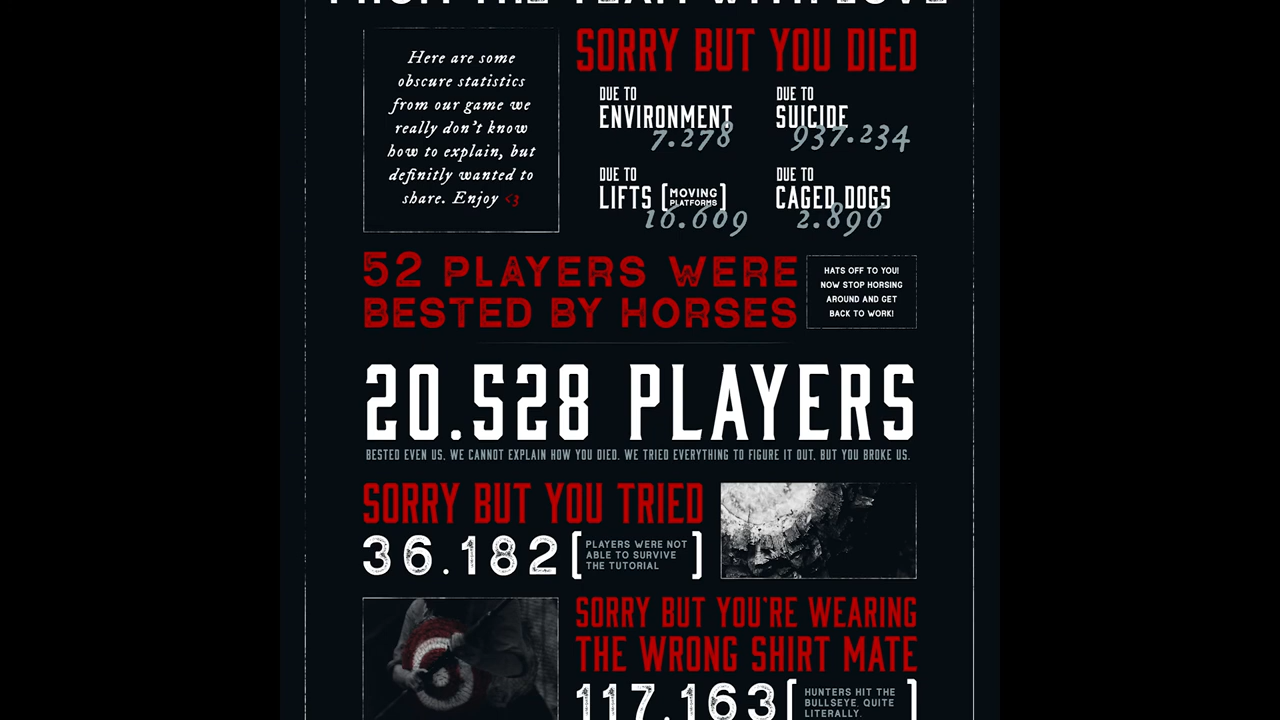 FROM THE TEAM WITH LOVE
Here are some
obscure statistics
from our game we
really don't know
how to explain, but
definitly wanted to
share. Enjoy <3
SORRY BUT YOU DIED
DUE TO
ENVIRONMENT
7.278
DUE TO
SUICIDE
937.234
DUE TO
LIFTS [MOVING PLATFORMS]
16.609
DUE TO
CAGED DOGS
2.896
52 PLAYERS WERE
BESTED BY HORSES
HATS OFF TO YOU!
NOW STOP HORSING
AROUND AND GET
BACK TO WORK!
20.528 PLAYERS
BESTED EVEN US. WE CANNOT EXPLAIN HOW YOU DIED. WE TRIED EVERYTHING TO FIGURE IT OUT, BUT YOU BROKE US.
SORRY BUT YOU TRIED
36.182
[PLAYERS WERE NOT
ABLE TO SURVIVE
THE TUTORIAL]
SORRY BUT YOU'RE WEARING
THE WRONG SHIRT MATE
117.163
[HUNTERS HIT THE
BULLSEYE. QUITE
LITERALLY.]